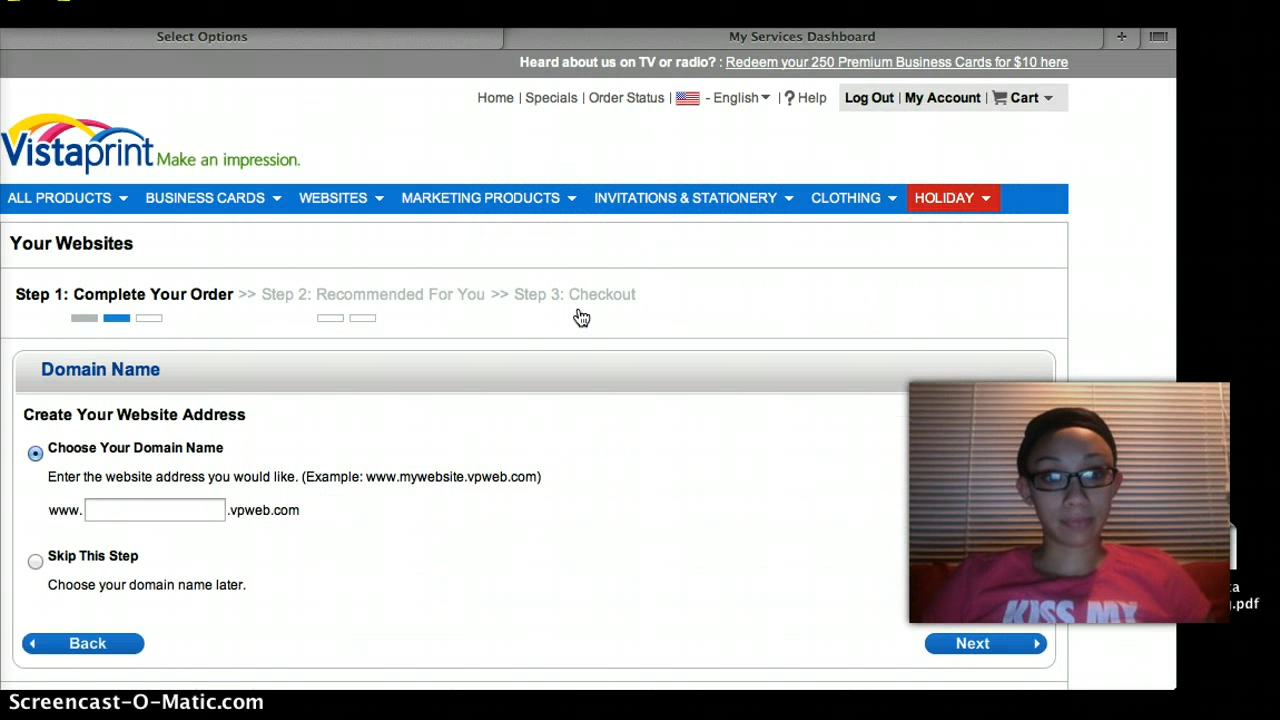 Select Options
My Services Dashboard
Heard about us on TV or radio? : Redeem your 250 Premium Business Cards for $10 here
Home | Specials | Order Status | - English | ? Help
Log Out | My Account | Cart
Vistaprint Make an impression.
ALL PRODUCTS BUSINESS CARDS WEBSITES MARKETING PRODUCTS INVITATIONS & STATIONERY CLOTHING HOLIDAY
Your Websites
Step 1: Complete Your Order >> Step 2: Recommended For You >> Step 3: Checkout
Domain Name
Create Your Website Address
Choose Your Domain Name
Enter the website address you would like. (Example: www.mywebsite.vpweb.com)
www. .vpweb.com
Skip This Step
Choose your domain name later.
Back
Next
KISS MY
.pdf
Screencast-O-Matic.com